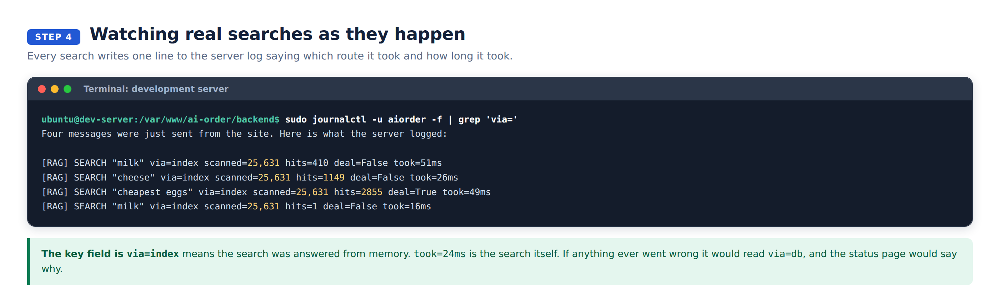 STEP 4 Watching real searches as they happen
Every search writes one line to the server log saying which route it took and how long it took.
Terminal: development server
ubuntu@dev-server:/var/www/ai-order/backend$ sudo journalctl -u aiorder -f | grep 'via='
Four messages were just sent from the site. Here is what the server logged:
[RAG] SEARCH "milk" via=index scanned=25,631 hits=410 deal=False took=51ms
[RAG] SEARCH "cheese" via=index scanned=25,631 hits=1149 deal=False took=26ms
[RAG] SEARCH "cheapest eggs" via=index scanned=25,631 hits=2855 deal=True took=49ms
[RAG] SEARCH "milk" via=index scanned=25,631 hits=1 deal=False took=16ms
The key field is via=index means the search was answered from memory. took=24ms is the search itself. If anything ever went wrong it would read via=db, and the status page would say
why.